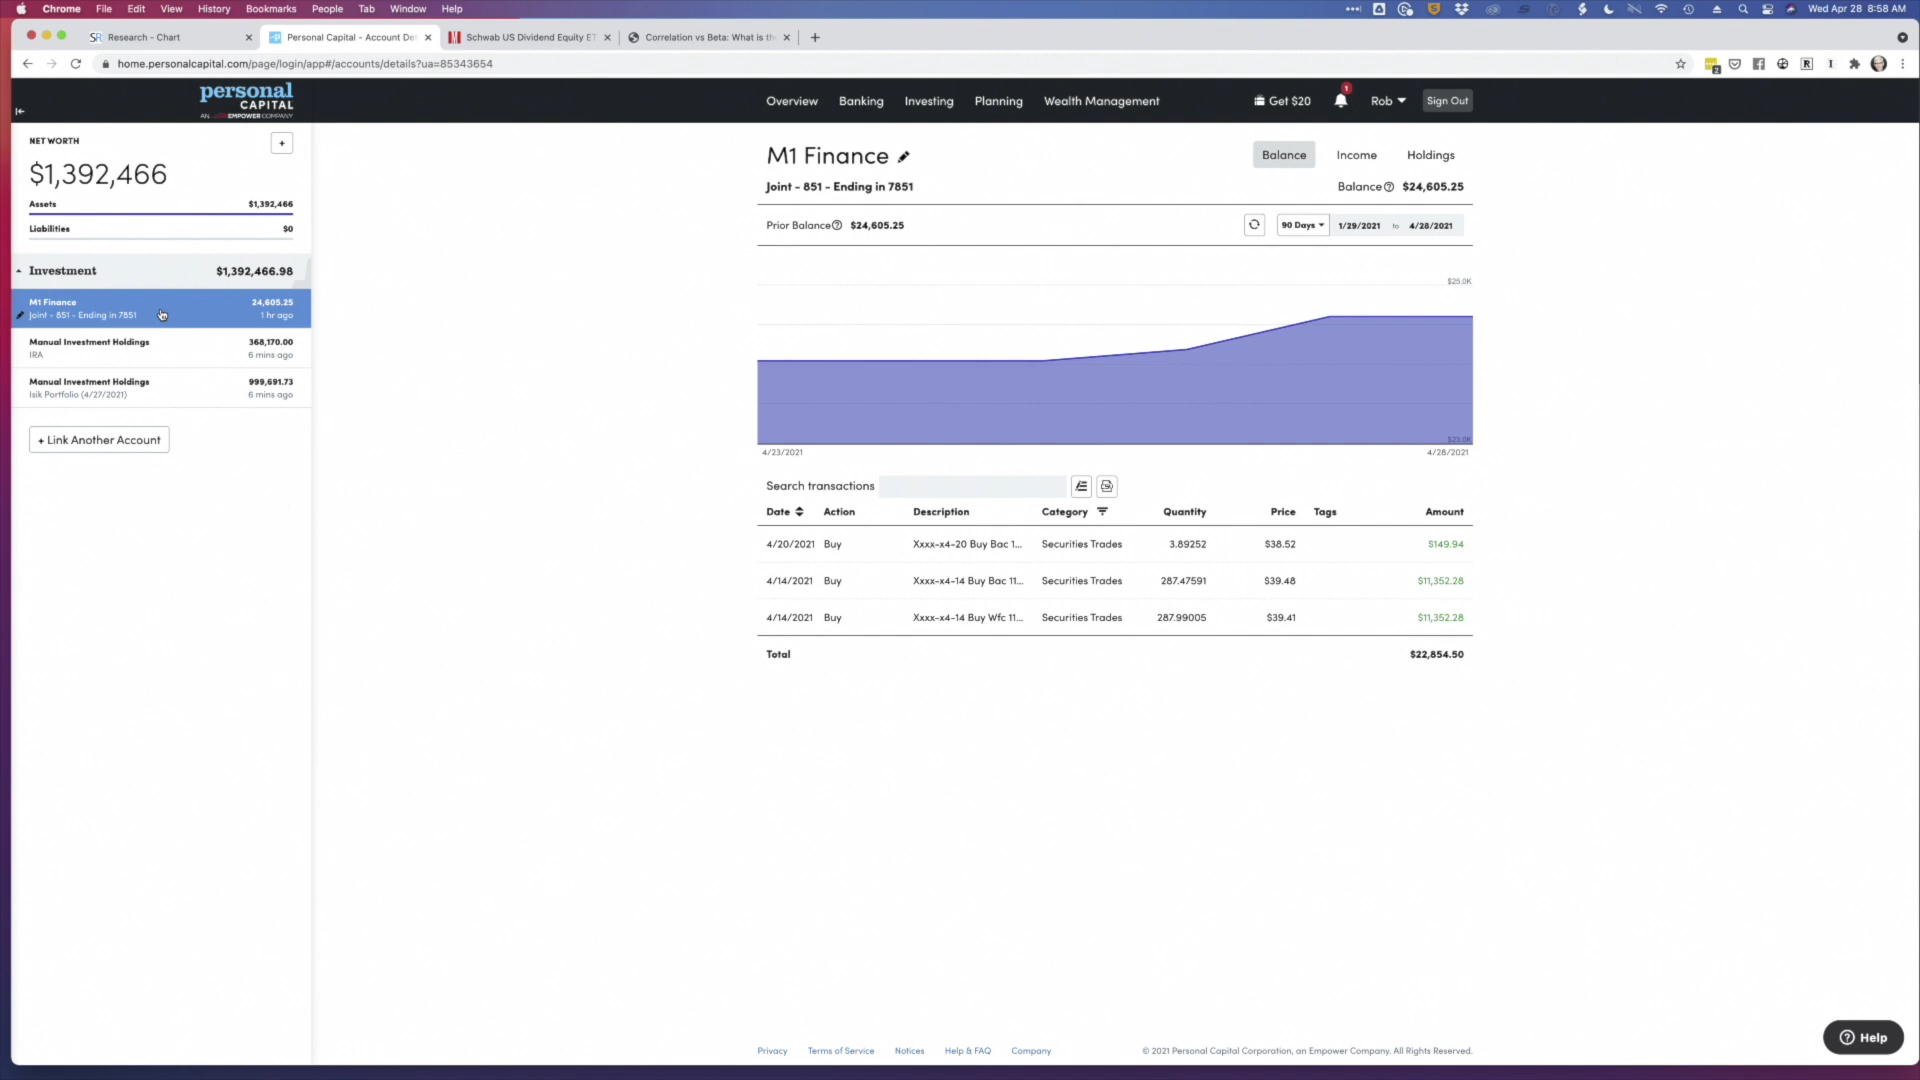 Chrome File Edit View History Bookmarks People Tab Window Help
Wed Apr 28 8:58 AM
SR Research - Chart
Personal Capital - Account De
Schwab US Dividend Equity ET
Correlation vs Beta: What is th
home.personalcapital.com/page/login/app#/accounts/details?ua=85343654
personal
CAPITAL
AN EMPOWER COMPANY
Overview Banking Investing Planning Wealth Management
Get $20 1 Rob Sign Out
NET WORTH
+
$1,392,466
Assets $1,392,466
Liabilities $0
Investment $1,392,466.98
M1 Finance 24,605.25
Joint - 851 - Ending in 7851 1 hr ago
Manual Investment Holdings 368,170.00
IRA 6 mins ago
Manual Investment Holdings 999,691.73
Isik Portfolio (4/27/2021) 6 mins ago
+ Link Another Account
M1 Finance
Balance Income Holdings
Joint - 851 - Ending in 7851
Balance $24,605.25
Prior Balance $24,605.25
90 Days 1/29/2021 to 4/28/2021
$25.0K
$23.0K
4/23/2021 4/28/2021
Search transactions
Date Action Description Category Quantity Price Tags Amount
4/20/2021 Buy Xxxx-x4-20 Buy Bac 1... Securities Trades 3.89252 $38.52 $149.94
4/14/2021 Buy Xxxx-x4-14 Buy Bac 11... Securities Trades 287.47591 $39.48 $11,352.28
4/14/2021 Buy Xxxx-x4-14 Buy Wfc 11... Securities Trades 287.99005 $39.41 $11,352.28
Total $22,854.50
Privacy Terms of Service Notices Help & FAQ Company
© 2021 Personal Capital Corporation, an Empower Company. All Rights Reserved.
Help